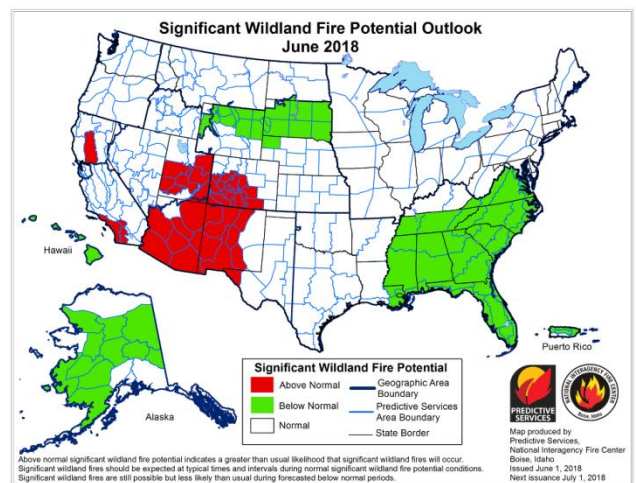 Significant Wildland Fire Potential Outlook
June 2018
Hawaii
Alaska
Puerto Rico
Significant Wildland Fire Potential
Above Normal
Below Normal
Normal
Geographic Area
Boundary
Predictive Services
Area Boundary
State Border
PREDICTIVE
SERVICES
NATIONAL INTERAGENCY FIRE CENTER
Boise, Idaho
Map produced by
Predictive Services,
National Interagency Fire Center
Boise, Idaho
Issued June 1, 2018
Next issuance July 1, 2018
Above normal significant wildland fire potential indicates a greater than usual likelihood that significant wildland fires will occur.
Significant wildland fires should be expected at typical times and intervals during normal significant wildland fire potential conditions.
Significant wildland fires are still possible but less likely than usual during forecasted below normal periods.